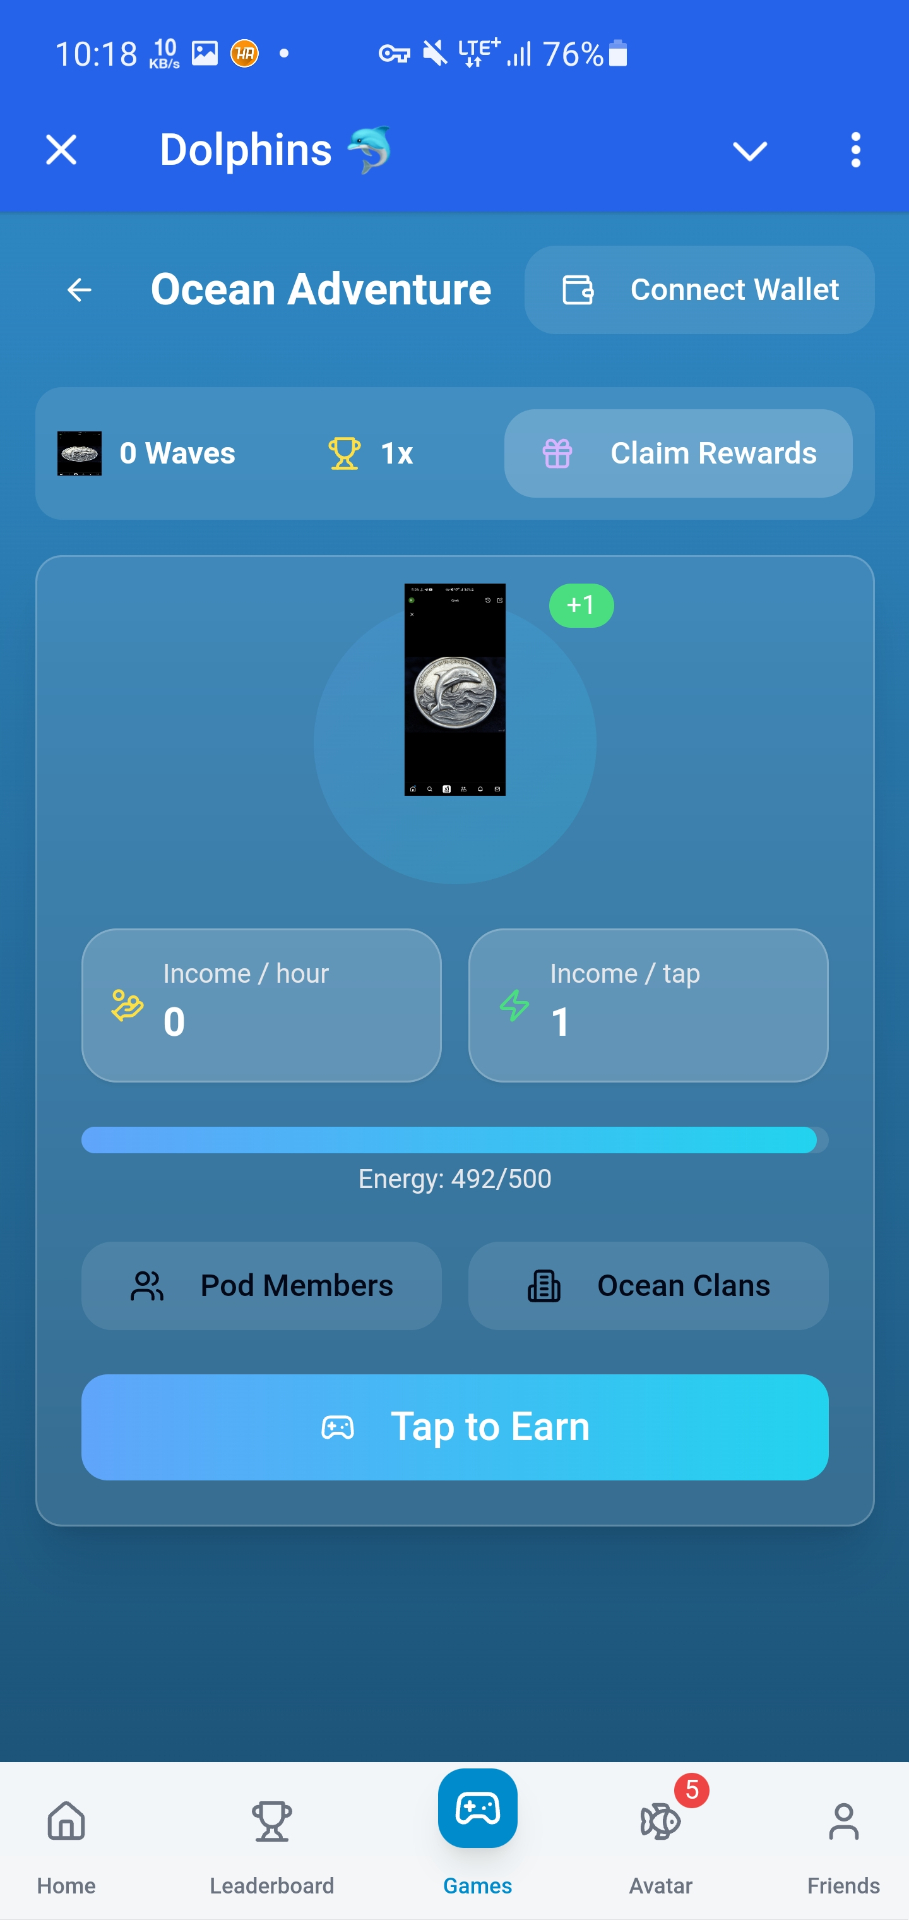 10:18 10 KB/s HA LTE+ 76%
Dolphins
Ocean Adventure
Connect Wallet
0 Waves
1x
Claim Rewards
+1
Income / hour
0
Income / tap
1
Energy: 492/500
Pod Members
Ocean Clans
Tap to Earn
5
Home
Leaderboard
Games
Avatar
Friends